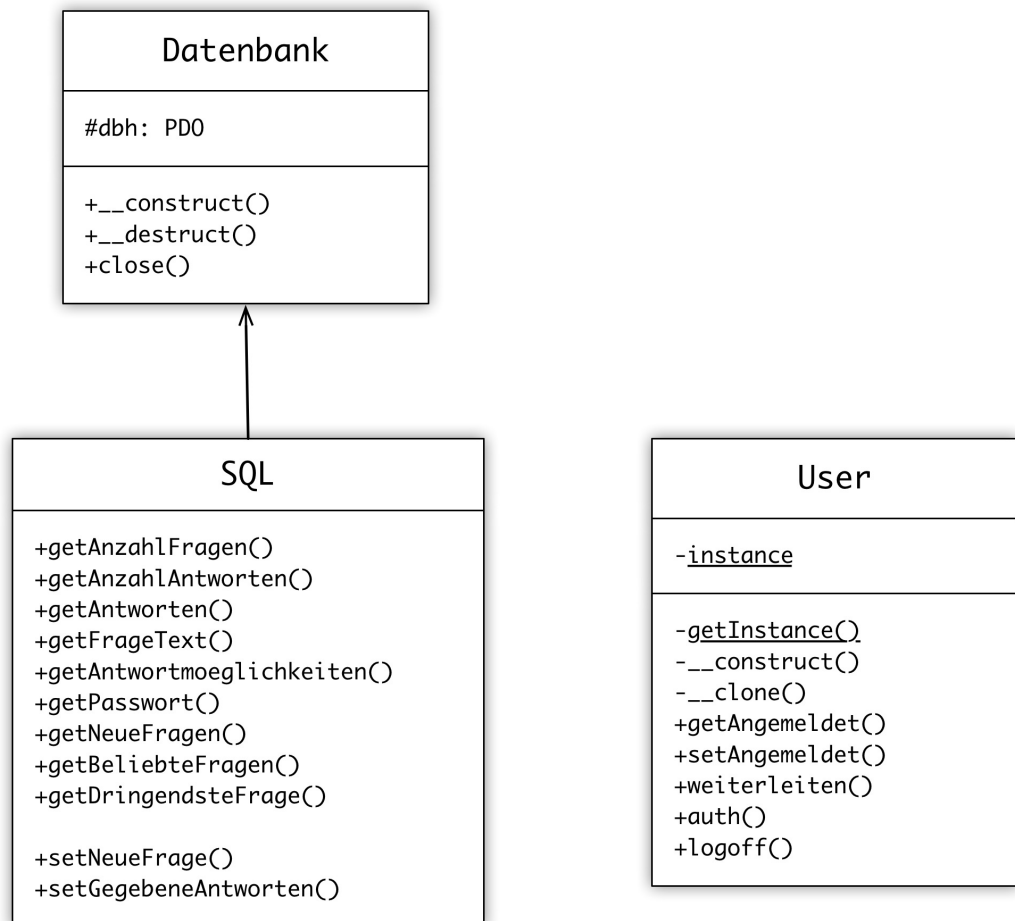 Datenbank
#dbh: PDO
+__construct()
+__destruct()
+close()
SQL
+getAnzahlFragen()
+getAnzahlAntworten()
+getAntworten()
+getFrageText()
+getAntwortmoeglichkeiten()
+getPasswort()
+getNeueFragen()
+getBeliebteFragen()
+getDringendsteFrage()
+setNeueFrage()
+setGegebeneAntworten()
User
-instance
-getInstance()
-__construct()
-__clone()
+getAngemeldet()
+setAngemeldet()
+weiterleiten()
+auth()
+logoff()